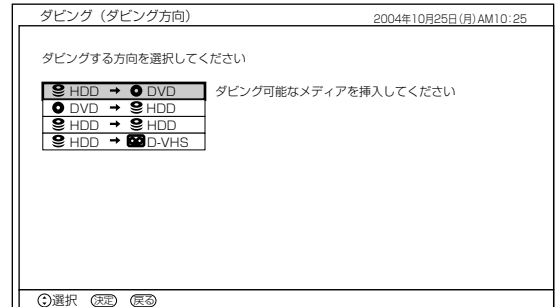 ダビング（ダビング方向） 2004年10月25日(月)AM10:25
ダビングする方向を選択してください
HDD → DVD ダビング可能なメディアを挿入してください
DVD → HDD
HDD → HDD
HDD → D-VHS
選択 決定 戻る